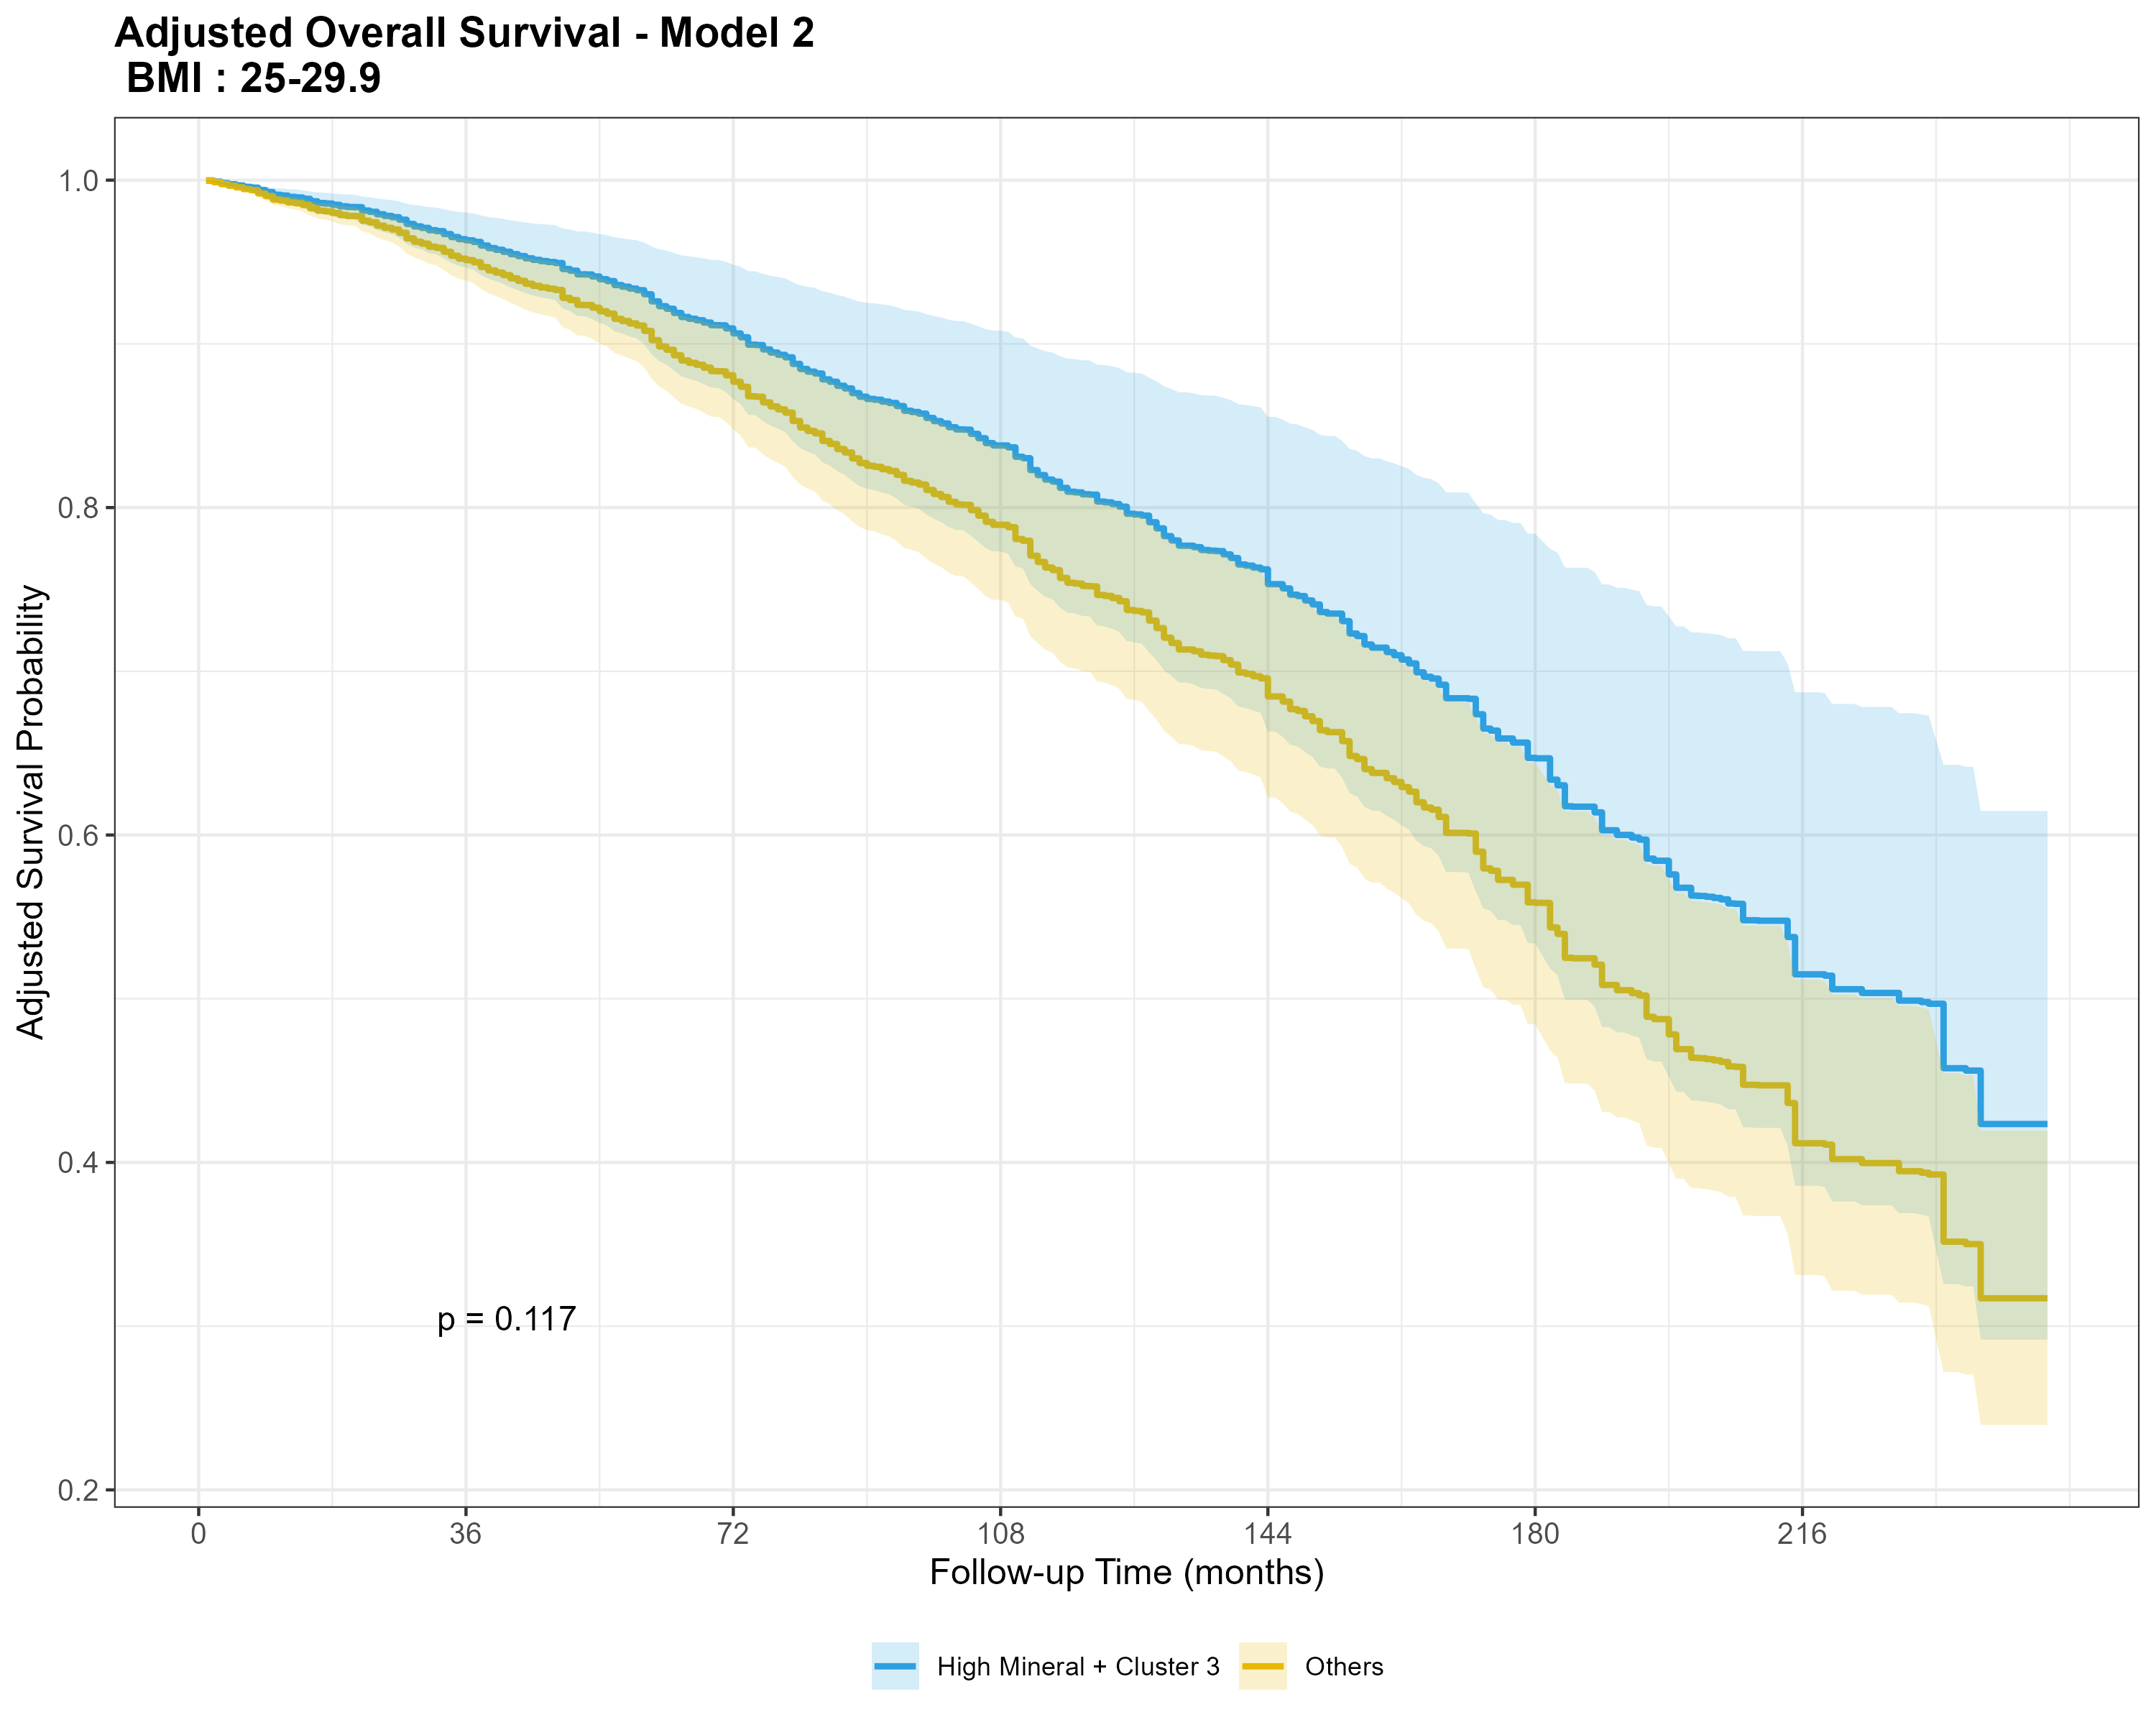 Adjusted Overall Survival - Model 2
BMI : 25-29.9
Adjusted Survival Probability
1.0
0.8
0.6
0.4
0.2
p = 0.117
0 36 72 108 144 180 216
Follow-up Time (months)
High Mineral + Cluster 3 Others